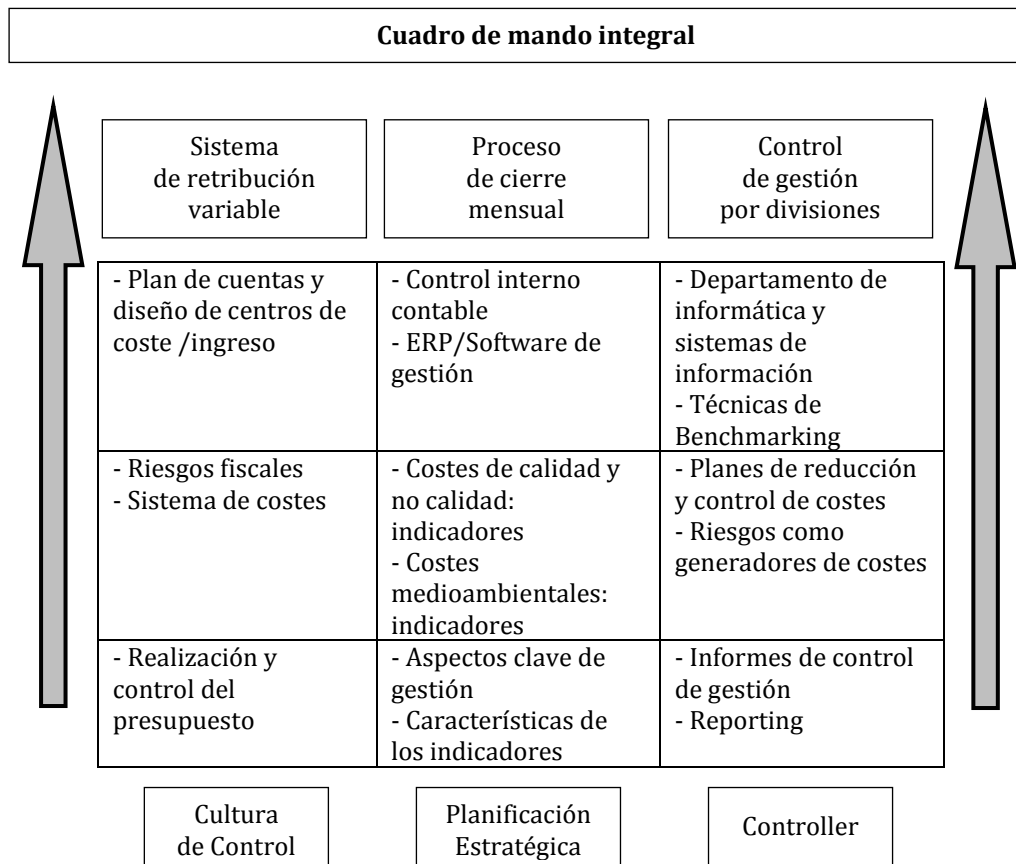 Cuadro de mando integral
Sistema
de retribución
variable
Proceso
de cierre
mensual
Control
de gestión
por divisiones
- Plan de cuentas y
diseño de centros de
coste /ingreso
- Control interno
contable
- ERP/Software de
gestión
- Departamento de
informática y
sistemas de
información
- Técnicas de
Benchmarking
- Riesgos fiscales
- Sistema de costes
- Costes de calidad y
no calidad:
indicadores
- Costes
medioambientales:
indicadores
- Planes de reducción
y control de costes
- Riesgos como
generadores de costes
- Realización y
control del
presupuesto
- Aspectos clave de
gestión
- Características de
los indicadores
- Informes de control
de gestión
- Reporting
Cultura
de Control
Planificación
Estratégica
Controller